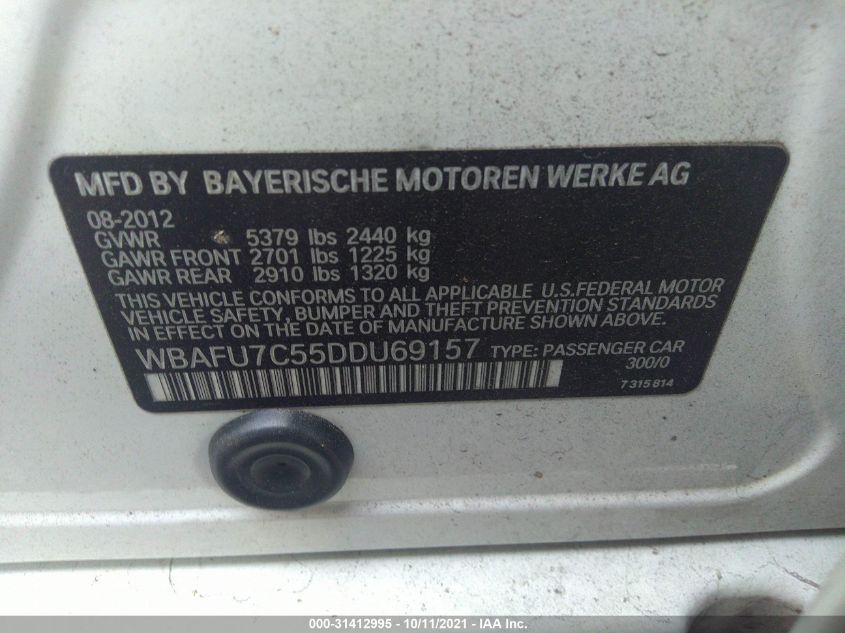 MFD BY BAYERISCHE MOTOREN WERKE AG
08-2012
GVWR 5379 lbs 2440 kg
GAWR FRONT 2701 lbs 1225 kg
GAWR REAR 2910 lbs 1320 kg
THIS VEHICLE CONFORMS TO ALL APPLICABLE U.S.FEDERAL MOTOR
VEHICLE SAFETY, BUMPER AND THEFT PREVENTION STANDARDS
IN EFFECT ON THE DATE OF MANUFACTURE SHOWN ABOVE.
WBAFU7C55DDU69157 TYPE: PASSENGER CAR
300/0
7 315 814
000-31412995 - 10/11/2021 - IAA Inc.